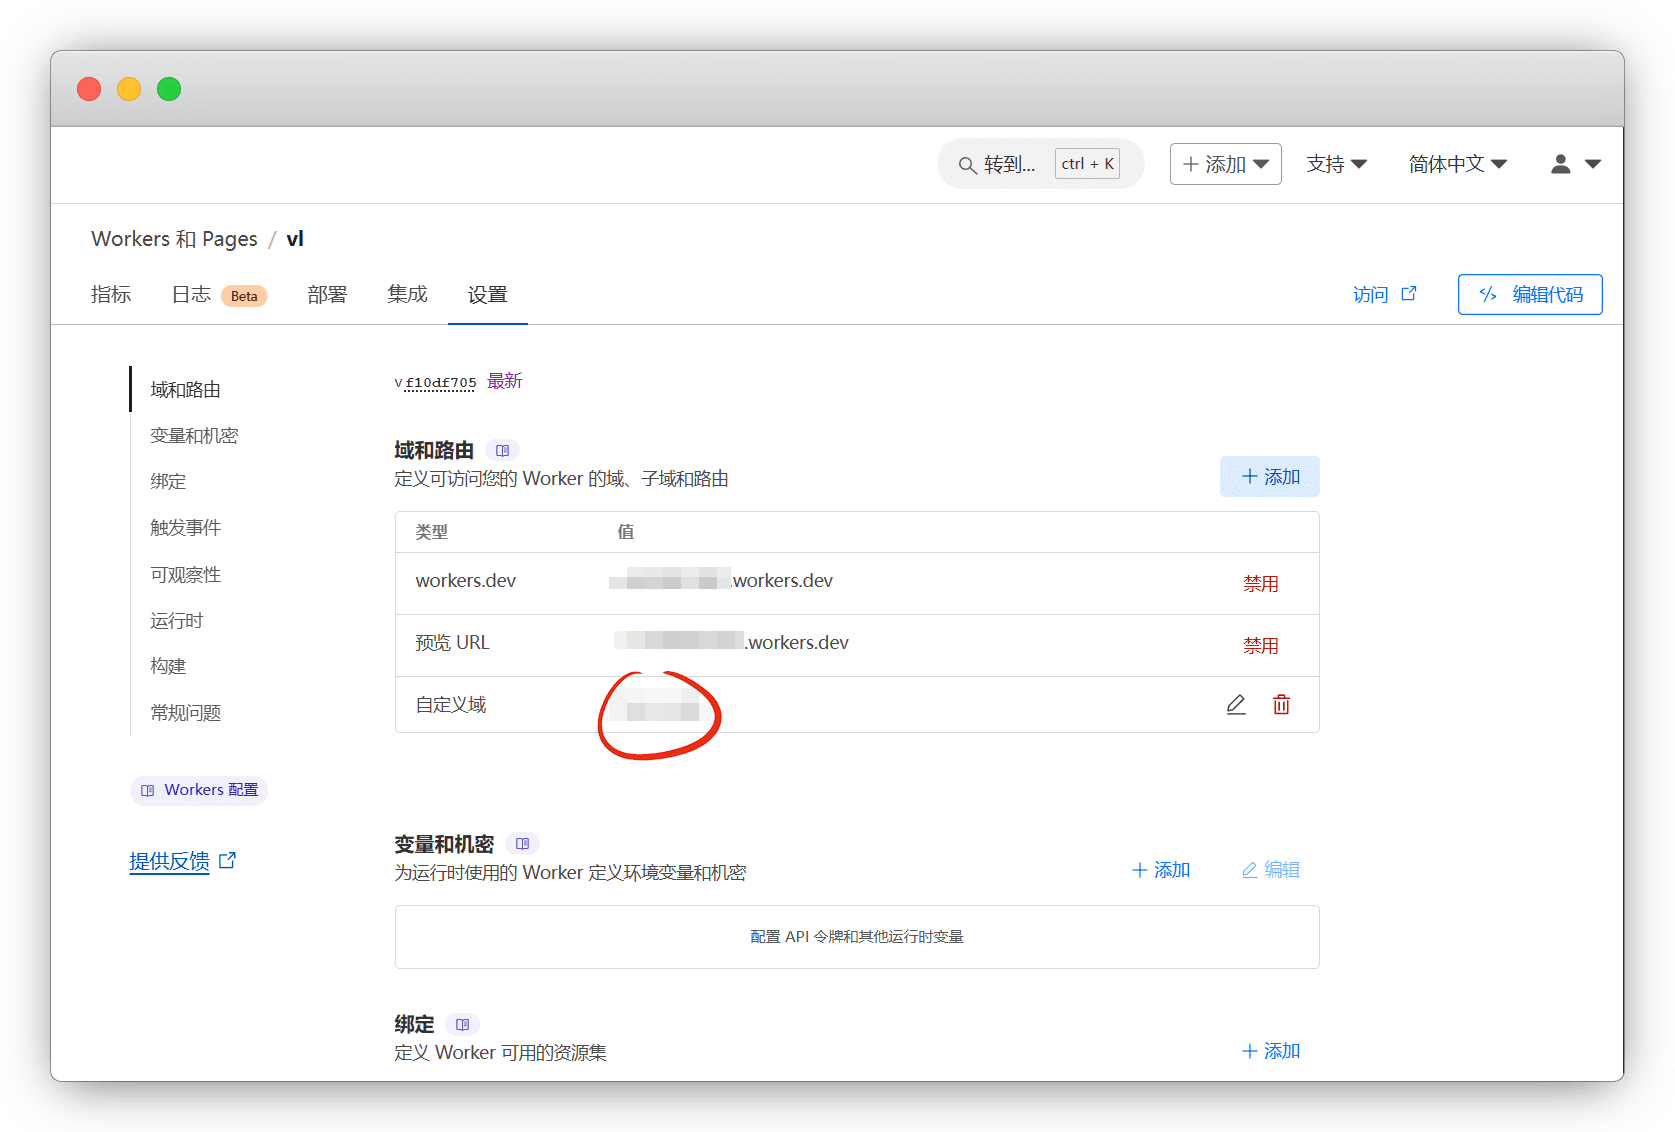 转到... ctrl + K 添加 支持 简体中文
Workers 和 Pages / vl
指标 日志 Beta 部署 集成 设置 访问 编辑代码
域和路由
变量和机密
绑定
触发事件
可观察性
运行时
构建
常规问题
Workers 配置
提供反馈
v f10df705 最新
域和路由
定义可访问您的 Worker 的域、子域和路由
添加
类型 值
workers.dev .workers.dev 禁用
预览 URL .workers.dev 禁用
自定义域
变量和机密
为运行时使用的 Worker 定义环境变量和机密
添加 编辑
配置 API 令牌和其他运行时变量
绑定
定义 Worker 可用的资源集
添加